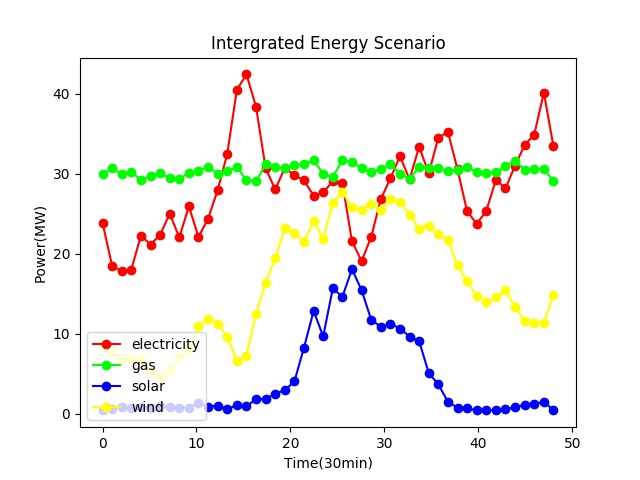 Intergrated Energy Scenario
Power(MW)
40
30
20
10
0
electricity
gas
solar
wind
0 10 20 30 40 50
Time(30min)